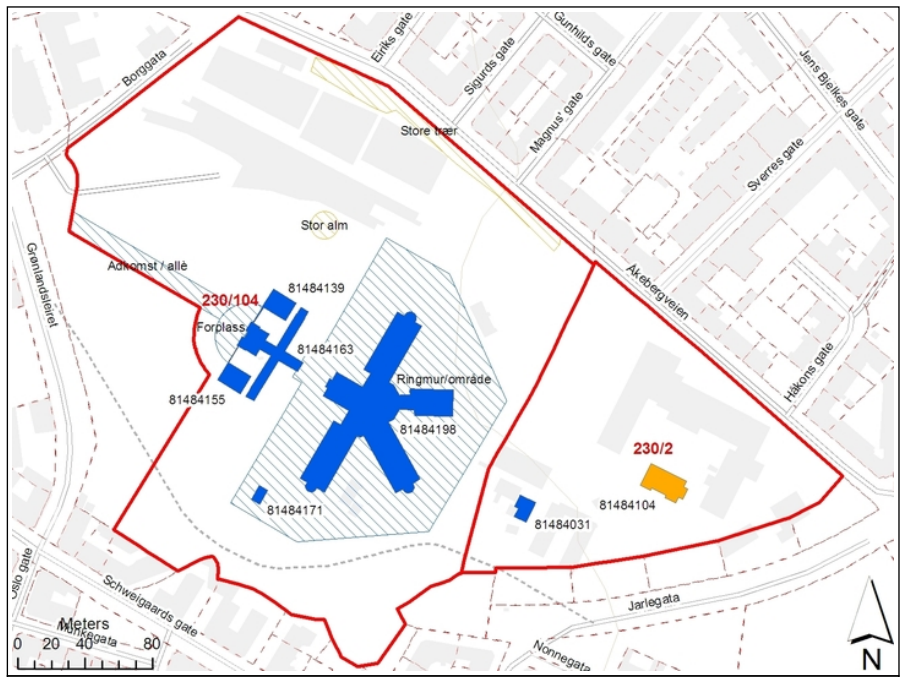 Borggata
Eiriks gate
Sigurds gate
Gunhilds gate
Magnus' gate
Jens Bjelkes gate
Sverres gate
Store trær
Stor alm
Grønlandsleiret
Adkomst / allè
Åkebergveien
81484139
230/104
Forplass
81484163
Ringmur/område
Håkons gate
81484155
81484198
230/2
81484104
81484171
81484031
Oslo gate
Schweigaards gate
Munkegata
Jarlegata
Nonnegata
Meters
0 20 40 80
N